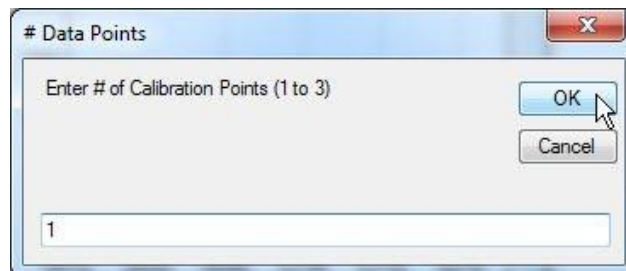 # Data Points
Enter # of Calibration Points (1 to 3)
OK
Cancel
1